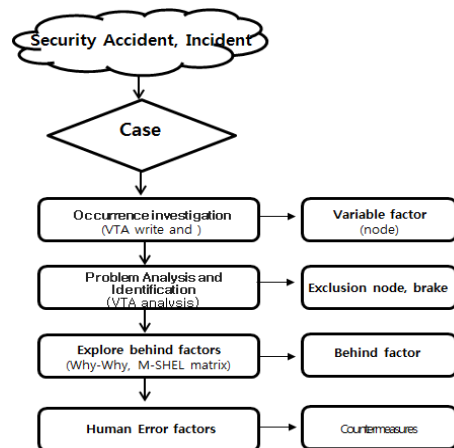 Security Accident, Incident
Case
Occurrence investigation
(VTA write and )
Variable factor
(node)
Problem Analysis and
Identification
(VTA analysis)
Exclusion node, brake
Explore behind factors
(Why-Why, M-SHEL matrix)
Behind factor
Human Error factors
Countermeasures